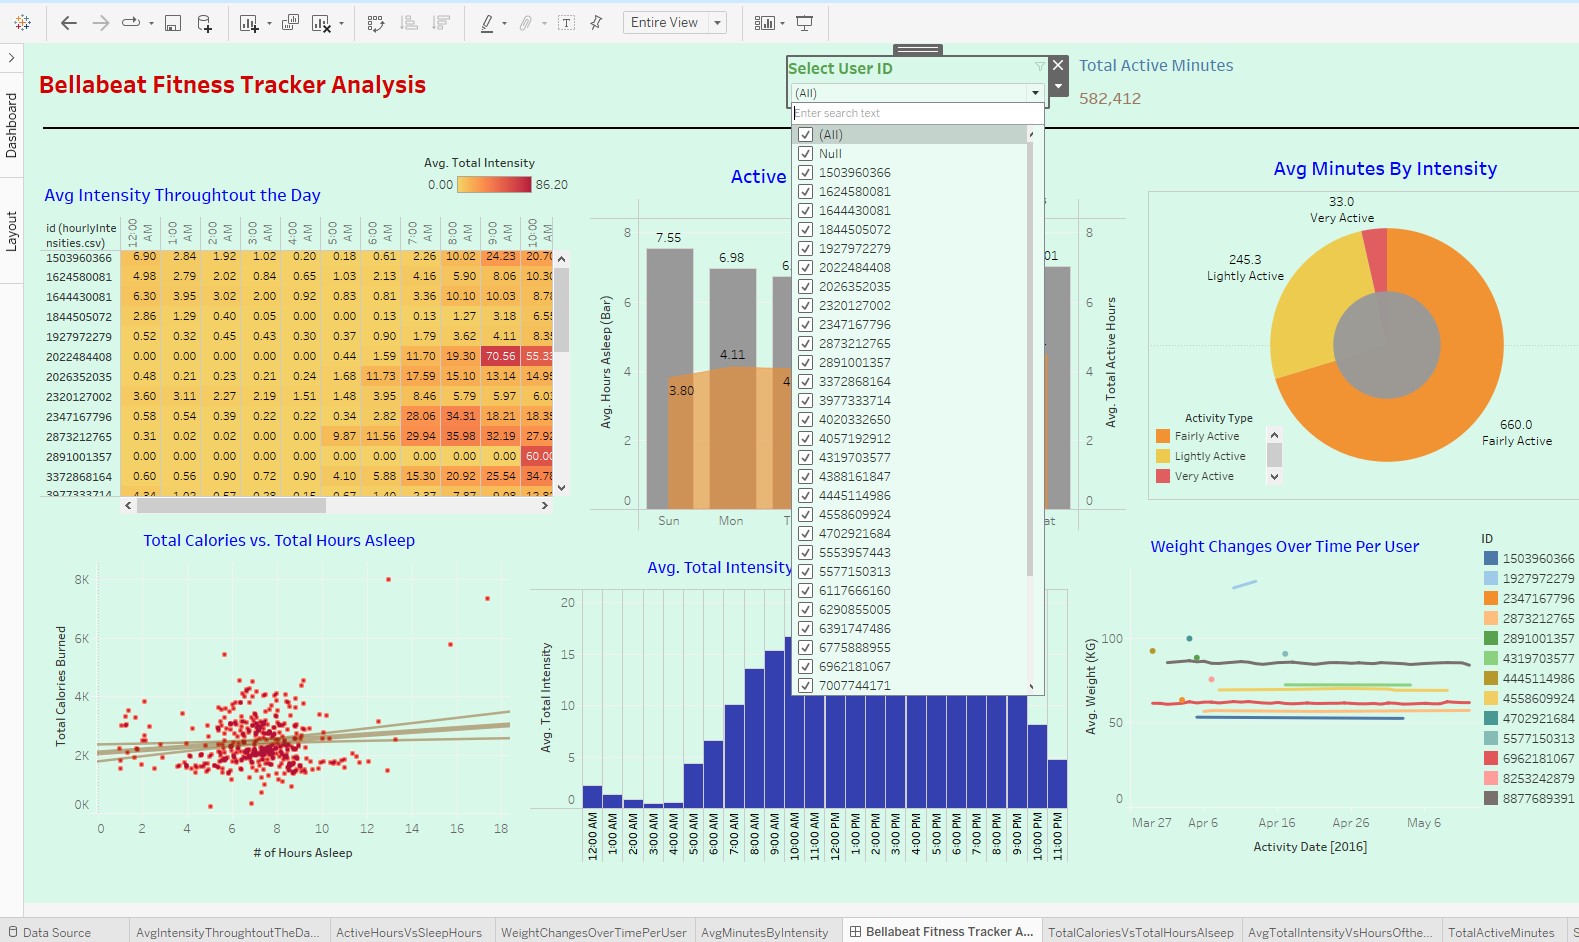 Entire View
Dashboard
Layout
Bellabeat Fitness Tracker Analysis
Select User ID
(All)
Enter search text
(All)
Null
1503960366
1624580081
1644430081
1844505072
1927972279
2022484408
2026352035
2320127002
2347167796
2873212765
2891001357
3372868164
3977333714
4020332650
4057192912
4319703577
4388161847
4445114986
4558609924
4702921684
5553957443
5577150313
6117666160
6290855005
6391747486
6775888955
6962181067
7007744171
Total Active Minutes
582,412
Avg. Total Intensity
0.00 86.20
Avg Intensity Throughtout the Day
id (hourlyInte
nsities.csv)
12:00 AM 1:00 AM 2:00 AM 3:00 AM 4:00 AM 5:00 AM 6:00 AM 7:00 AM 8:00 AM 9:00 AM 10:00 AM
1503960366 6.90 2.84 1.92 1.02 0.20 0.18 0.61 2.26 10.02 24.23 20.70
1624580081 4.98 2.79 2.02 0.84 0.65 1.03 2.13 4.16 5.90 8.06 10.30
1644430081 6.30 3.95 3.02 2.00 0.92 0.83 0.81 3.36 10.10 10.03 8.78
1844505072 2.86 1.29 0.40 0.05 0.00 0.00 0.13 0.13 1.27 3.18 6.55
1927972279 0.52 0.32 0.45 0.43 0.30 0.37 0.90 1.79 3.62 4.11 8.35
2022484408 0.00 0.00 0.00 0.00 0.00 0.44 1.59 11.70 19.30 70.56 55.33
2026352035 0.48 0.21 0.23 0.21 0.24 1.68 11.73 17.59 15.10 13.14 14.95
2320127002 3.60 3.11 2.27 2.19 1.51 1.48 3.95 8.46 5.79 5.97 6.03
2347167796 0.58 0.54 0.39 0.22 0.22 0.34 2.82 28.06 34.31 18.21 18.35
2873212765 0.31 0.02 0.02 0.00 0.00 9.87 11.56 29.94 35.98 32.19 27.92
2891001357 0.00 0.00 0.00 0.00 0.00 0.00 0.00 0.00 0.00 0.00 60.00
3372868164 0.60 0.56 0.90 0.72 0.90 4.10 5.88 15.30 20.92 25.54 34.78
3977333714
Active
8
6
4
2
0
Avg. Hours Asleep (Bar)
7.55
6.98
6.
3.80
4.11
4
01
Sun Mon T at
8
6
4
2
0
Avg. Total Active Hours
Avg Minutes By Intensity
33.0
Very Active
245.3
Lightly Active
660.0
Fairly Active
Activity Type
Fairly Active
Lightly Active
Very Active
Total Calories vs. Total Hours Asleep
Total Calories Burned
8K
6K
4K
2K
0K
0 2 4 6 8 10 12 14 16 18
# of Hours Asleep
Avg. Total Intensity
Avg. Total Intensity
20
15
10
5
0
12:00 AM 1:00 AM 2:00 AM 3:00 AM 4:00 AM 5:00 AM 6:00 AM 7:00 AM 8:00 AM 9:00 AM 10:00 AM 11:00 AM 12:00 PM 1:00 PM 2:00 PM 3:00 PM 4:00 PM 5:00 PM 6:00 PM 7:00 PM 8:00 PM 9:00 PM 10:00 PM 11:00 PM
Weight Changes Over Time Per User
Avg. Weight (KG)
100
50
0
Mar 27 Apr 6 Apr 16 Apr 26 May 6
Activity Date [2016]
ID
1503960366
1927972279
2347167796
2873212765
2891001357
4319703577
4445114986
4558609924
4702921684
5577150313
6962181067
8253242879
8877689391
Data Source
AvgIntensityThroughtoutTheDa...
ActiveHoursVsSleepHours
WeightChangesOverTimePerUser
AvgMinutesByIntensity
Bellabeat Fitness Tracker A...
TotalCaloriesVsTotalHoursAlseep
AvgTotalIntensityVsHoursOfthe...
TotalActiveMinutes